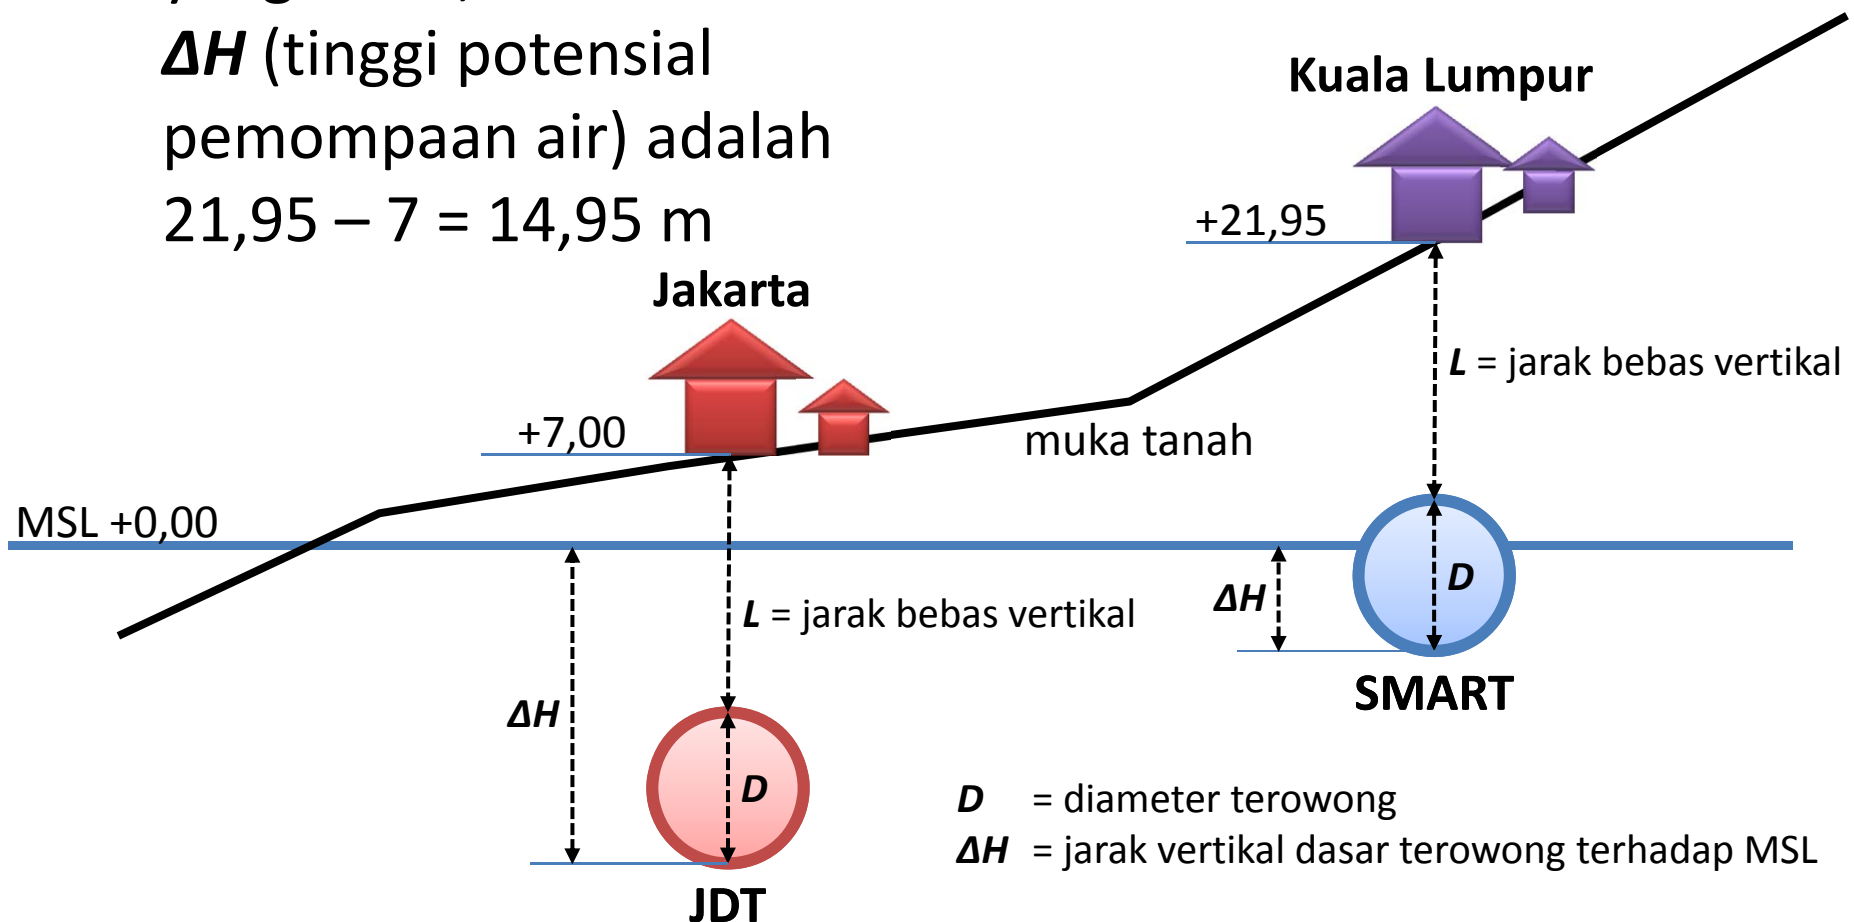 ΔH (tinggi potensial
pemompaan air) adalah
21,95 – 7 = 14,95 m
Kuala Lumpur
+21,95
Jakarta
L = jarak bebas vertikal
+7,00
muka tanah
MSL +0,00
D
ΔH
L = jarak bebas vertikal
SMART
ΔH
D
D = diameter terowong
ΔH = jarak vertikal dasar terowong terhadap MSL
JDT